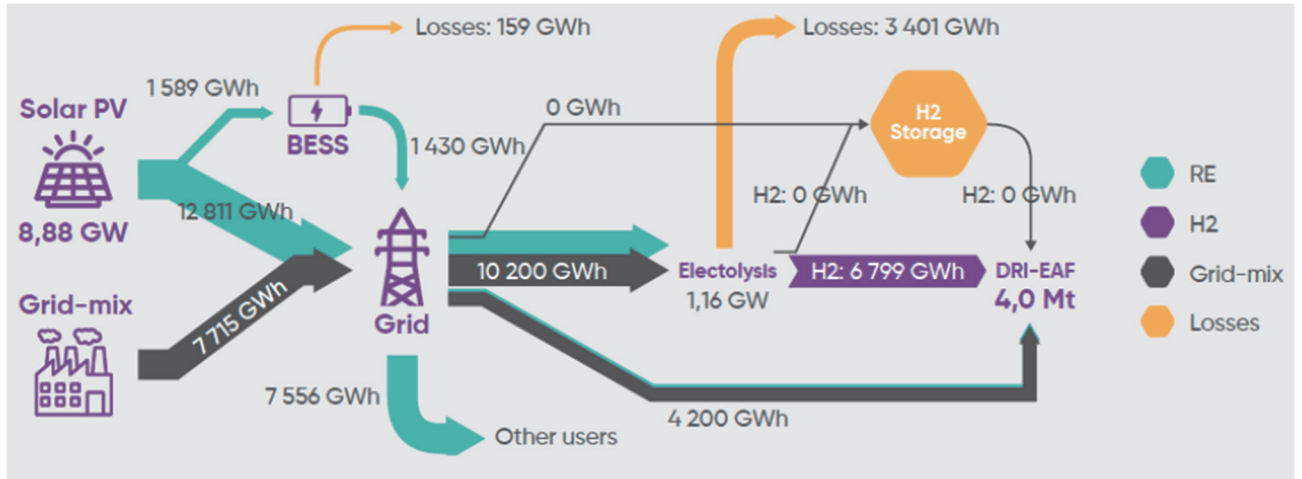 Losses: 159 GWh
Losses: 3 401 GWh
1 589 GWh
Solar PV
BESS
0 GWh
H2
Storage
1 430 GWh
RE
H2: 0 GWh
H2: 0 GWh
12 811 GWh
8,88 GW
H2
10 200 GWh
Electolysis
H2: 6 799 GWh
DRI-EAF
Grid-mix
1,16 GW
4,0 Mt
Grid-mix
7 715 GWh
Grid
Losses
7 556 GWh
4 200 GWh
Other users